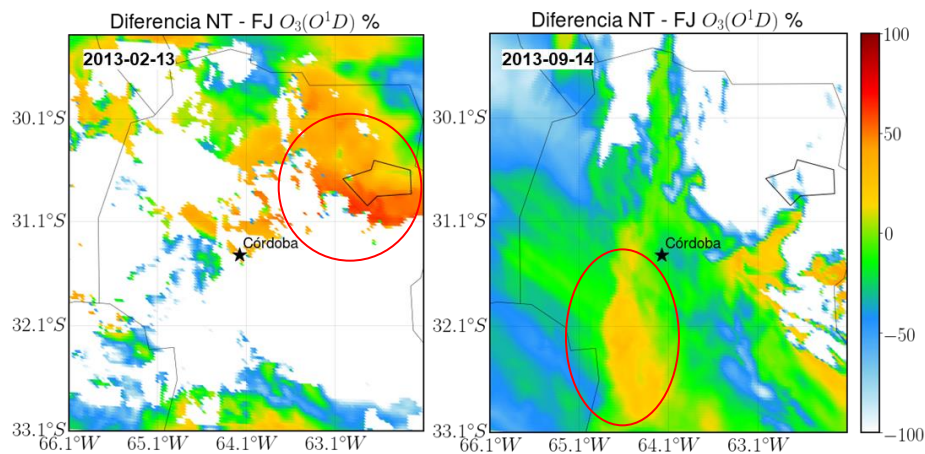 Diferencia NT - FJ O₃(O¹D) %
2013-02-13
30.1°S
31.1°S
32.1°S
33.1°S
66.1°W 65.1°W 64.1°W 63.1°W
Córdoba
Diferencia NT - FJ O₃(O¹D) %
2013-09-14
30.1°S
31.1°S
32.1°S
33.1°S
66.1°W 65.1°W 64.1°W 63.1°W
Córdoba
100
50
0
−50
−100